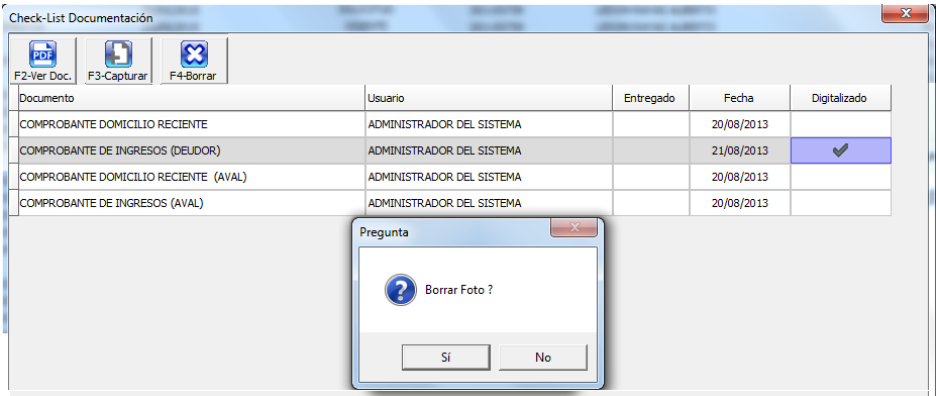 Check-List Documentación
PDF
F2-Ver Doc. F3-Capturar F4-Borrar
Documento Usuario Entregado Fecha Digitalizado
COMPROBANTE DOMICILIO RECIENTE ADMINISTRADOR DEL SISTEMA 20/08/2013
COMPROBANTE DE INGRESOS (DEUDOR) ADMINISTRADOR DEL SISTEMA 21/08/2013
COMPROBANTE DOMICILIO RECIENTE (AVAL) ADMINISTRADOR DEL SISTEMA 20/08/2013
COMPROBANTE DE INGRESOS (AVAL) ADMINISTRADOR DEL SISTEMA 20/08/2013
Pregunta
Borrar Foto ?
Sí No